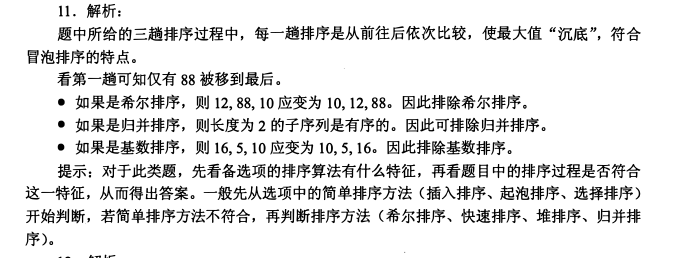 11．解析：
题中所给的三趟排序过程中，每一趟排序是从前往后依次比较，使最大值“沉底”，符合
冒泡排序的特点。
看第一趟可知仅有 88 被移到最后。
● 如果是希尔排序，则 12, 88, 10 应变为 10, 12, 88。因此排除希尔排序。
● 如果是归并排序，则长度为 2 的子序列是有序的。因此可排除归并排序。
● 如果是基数排序，则 16, 5, 10 应变为 10, 5, 16。因此排除基数排序。
提示：对于此类题，先看备选项的排序算法有什么特征，再看题目中的排序过程是否符合
这一特征，从而得出答案。一般先从选项中的简单排序方法（插入排序、起泡排序、选择排序）
开始判断，若简单排序方法不符合，再判断排序方法（希尔排序、快速排序、堆排序、归并排
序）。